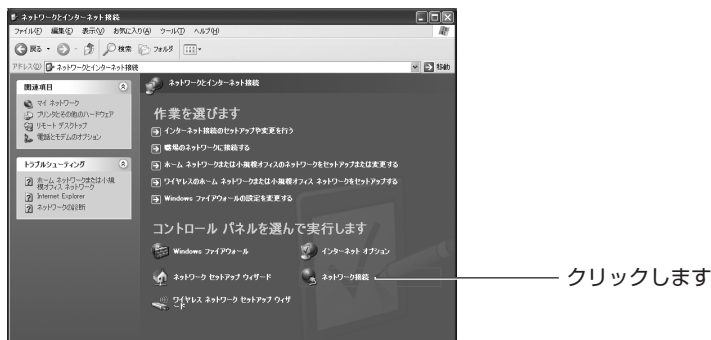 ネットワークとインターネット接続
ファイル(F) 編集(E) 表示(V) お気に入り(A) ツール(T) ヘルプ(H)
戻る 検索 フォルダ
アドレス(D) ネットワークとインターネット接続 移動
関連項目
マイ ネットワーク
プリンタとその他のハードウェア
リモート デスクトップ
電話とモデムのオプション
トラブルシューティング
ホーム ネットワークまたは小規
模オフィス ネットワーク
Internet Explorer
ネットワークの診断
ネットワークとインターネット接続
作業を選びます
インターネット接続のセットアップや変更を行う
職場のネットワークに接続する
ホーム ネットワークまたは小規模オフィスのネットワークをセットアップまたは変更する
ワイヤレスのホーム ネットワークまたは小規模オフィス ネットワークをセットアップする
Windows ファイアウォールの設定を変更する
コントロール パネルを選んで実行します
Windows ファイアウォール インターネット オプション
ネットワーク セットアップ ウィザード ネットワーク接続
ワイヤレス ネットワーク セットアップ ウィザ
ード
クリックします